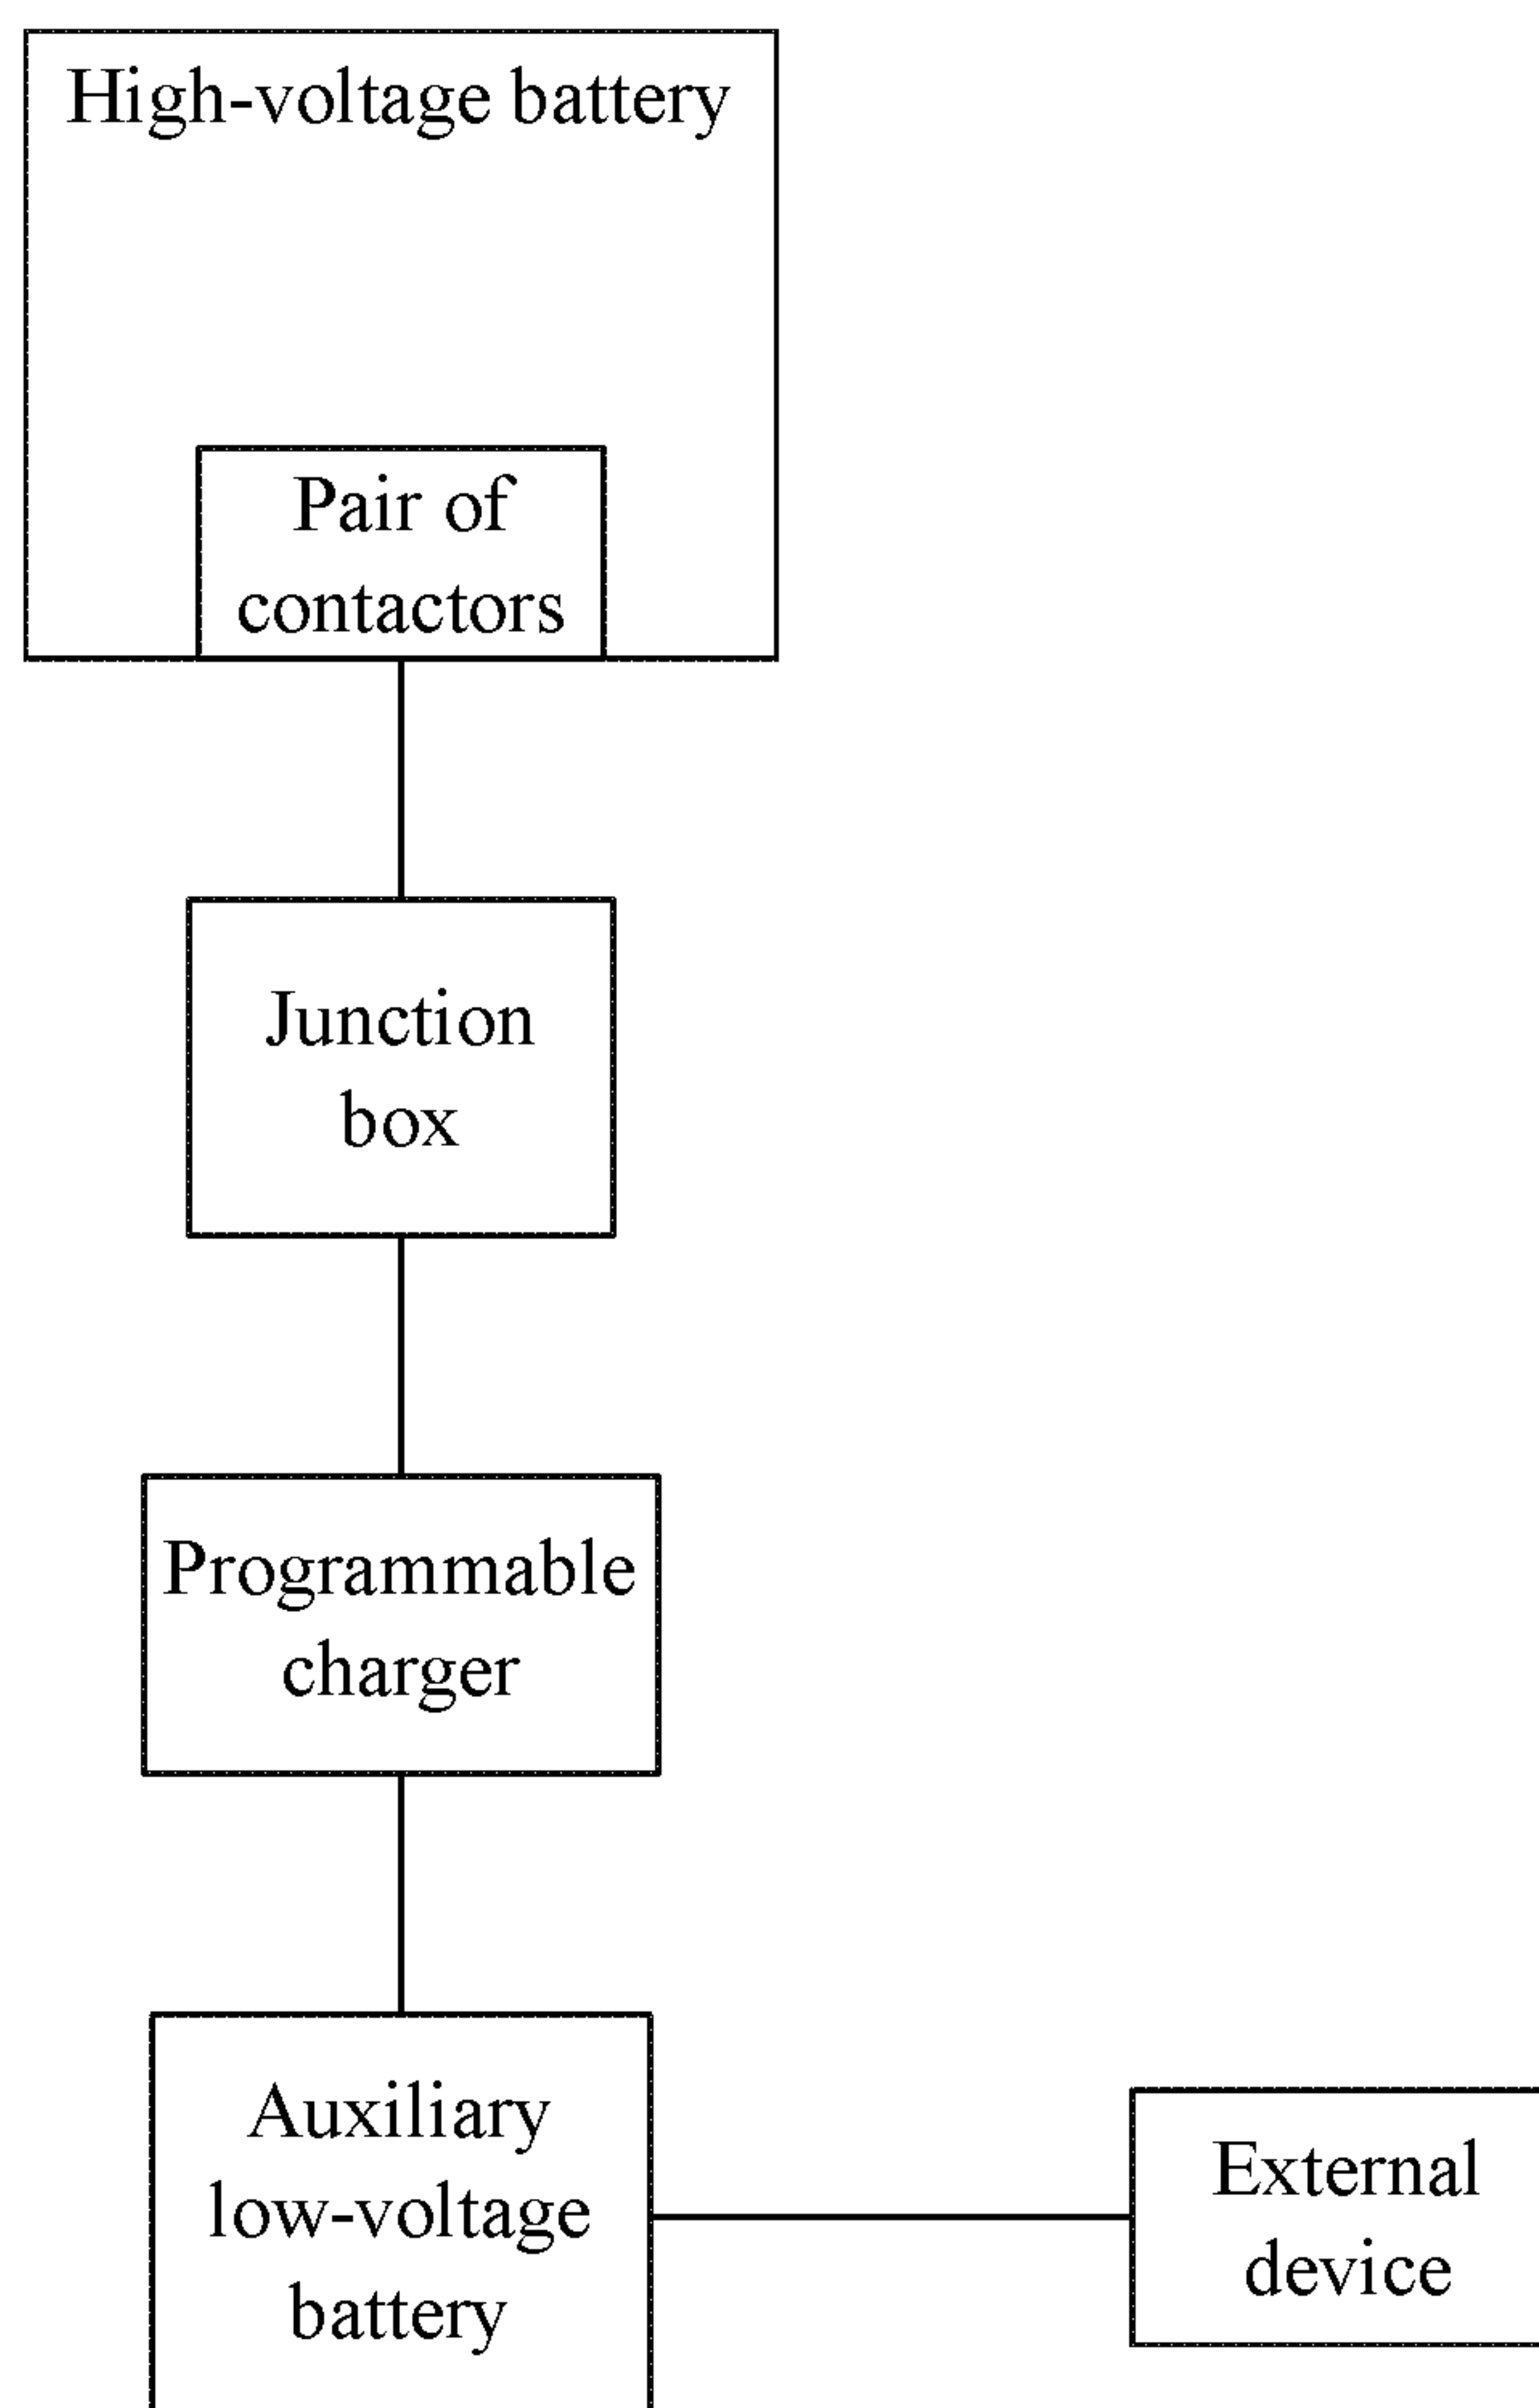 High-voltage battery
Pair of
contactors
Junction
box
Programmable
charger
Auxiliary
low-voltage
battery
External
device